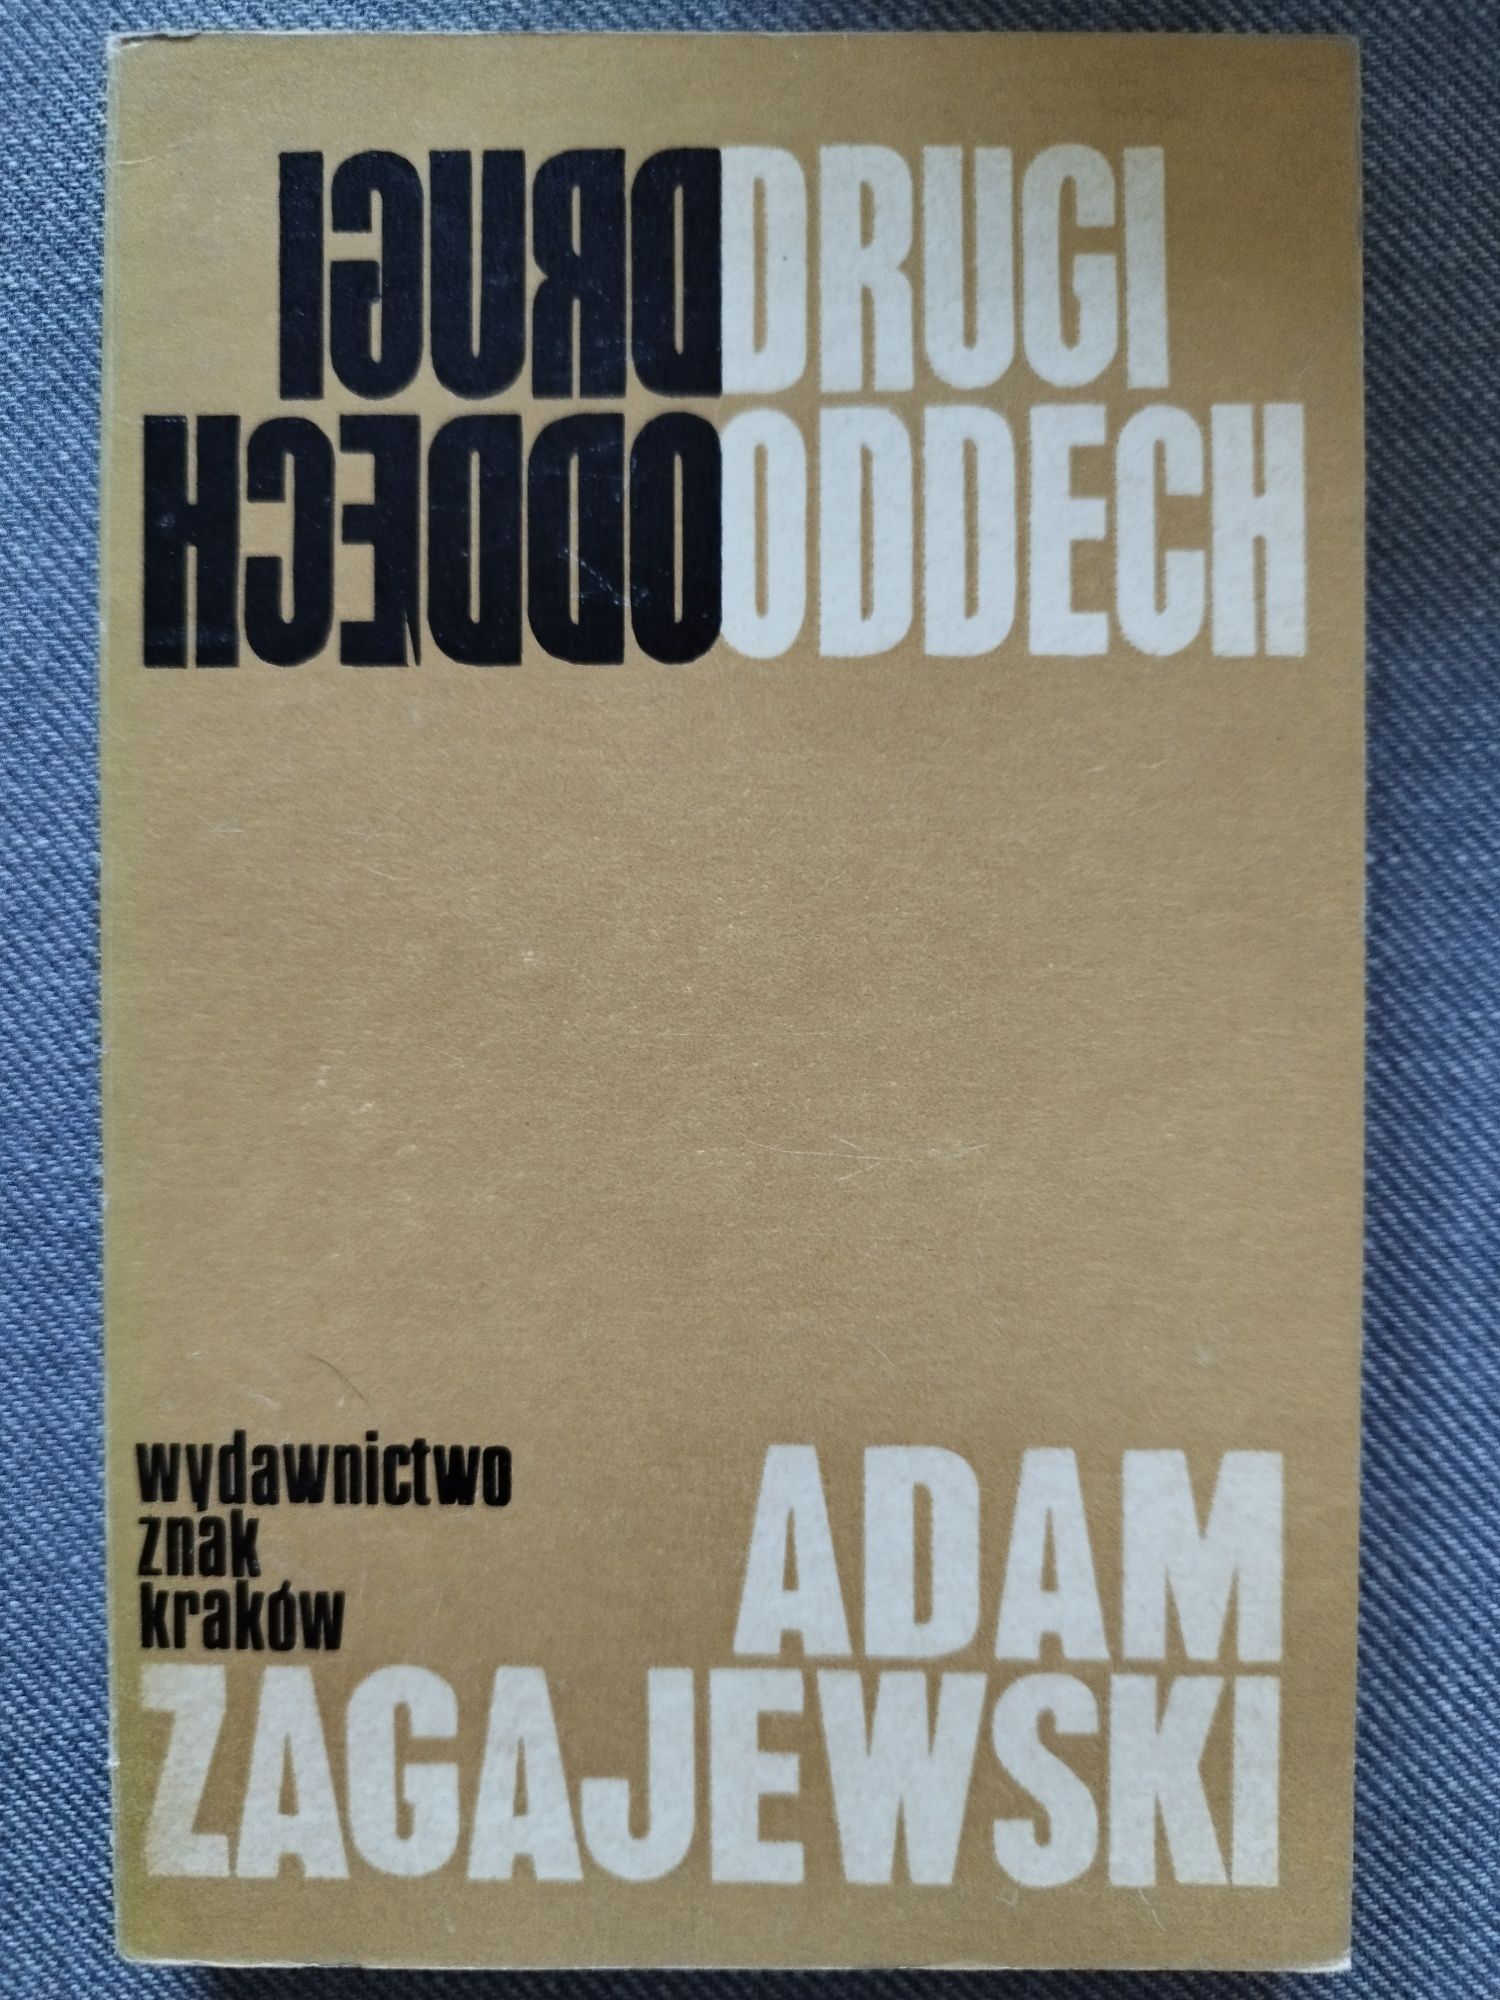 DRUGI DRUGI
ODDECH ODDECH
wydawnictwo
znak
kraków
ADAM
ZAGAJEWSKI